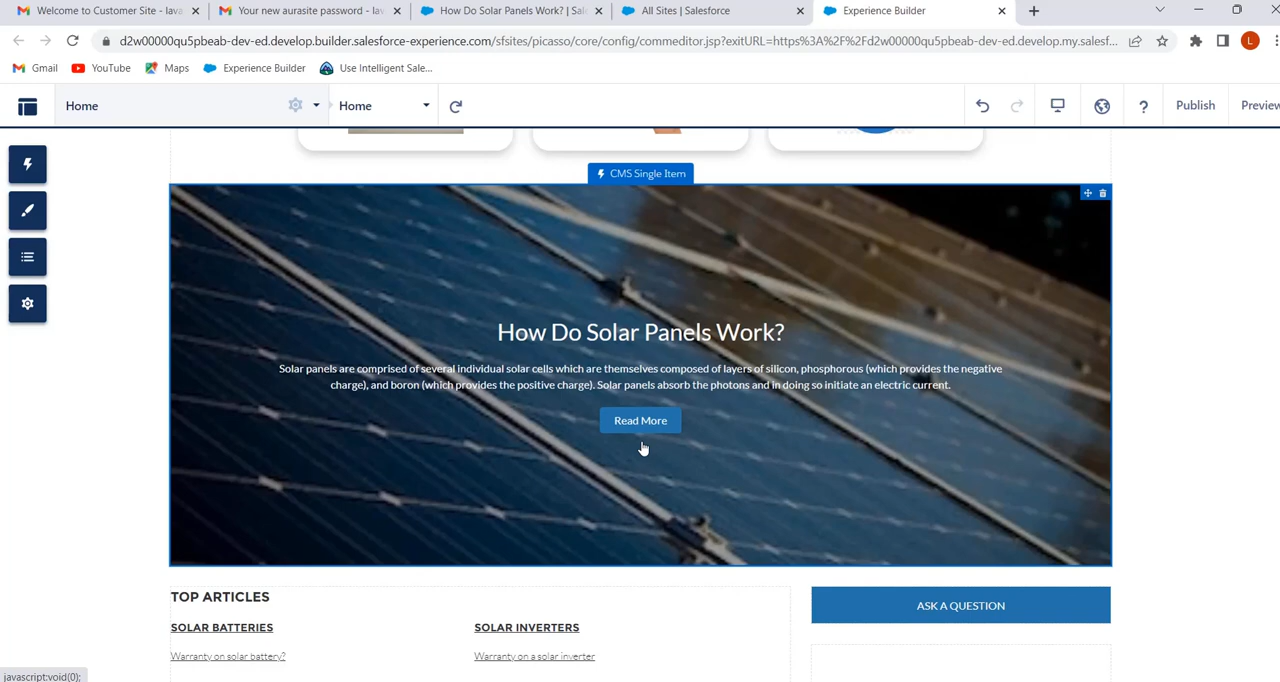 Welcome to Customer Site - lava
Your new aurasite password - lav
How Do Solar Panels Work? | Sal
All Sites | Salesforce
Experience Builder
d2w00000qu5pbeab-dev-ed.develop.builder.salesforce-experience.com/sfsites/picasso/core/config/commeditor.jsp?exitURL=https%3A%2F%2Fd2w00000qu5pbeab-dev-ed.develop.my.salesf...
L
Gmail
YouTube
Maps
Experience Builder
Use Intelligent Sale...
Home
Home
?
Publish
Preview
CMS Single Item
How Do Solar Panels Work?
Solar panels are comprised of several individual solar cells which are themselves composed of layers of silicon, phosphorous (which provides the negative
charge), and boron (which provides the positive charge). Solar panels absorb the photons and in doing so initiate an electric current.
Read More
TOP ARTICLES
ASK A QUESTION
SOLAR BATTERIES
SOLAR INVERTERS
Warranty on solar battery?
Warranty on a solar inverter
javascript:void(0);